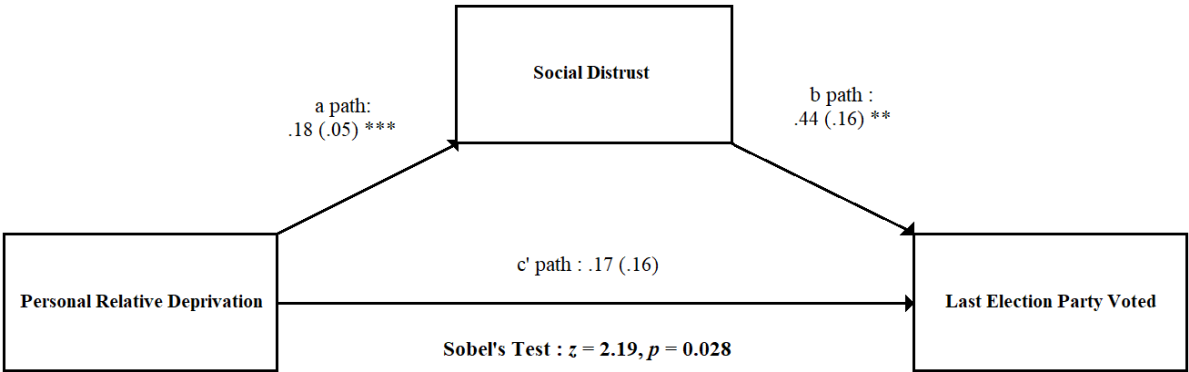 Social Distrust
a path:
.18 (.05) ***
b path :
.44 (.16) **
c' path : .17 (.16)
Personal Relative Deprivation
Last Election Party Voted
Sobel's Test : z = 2.19, p = 0.028